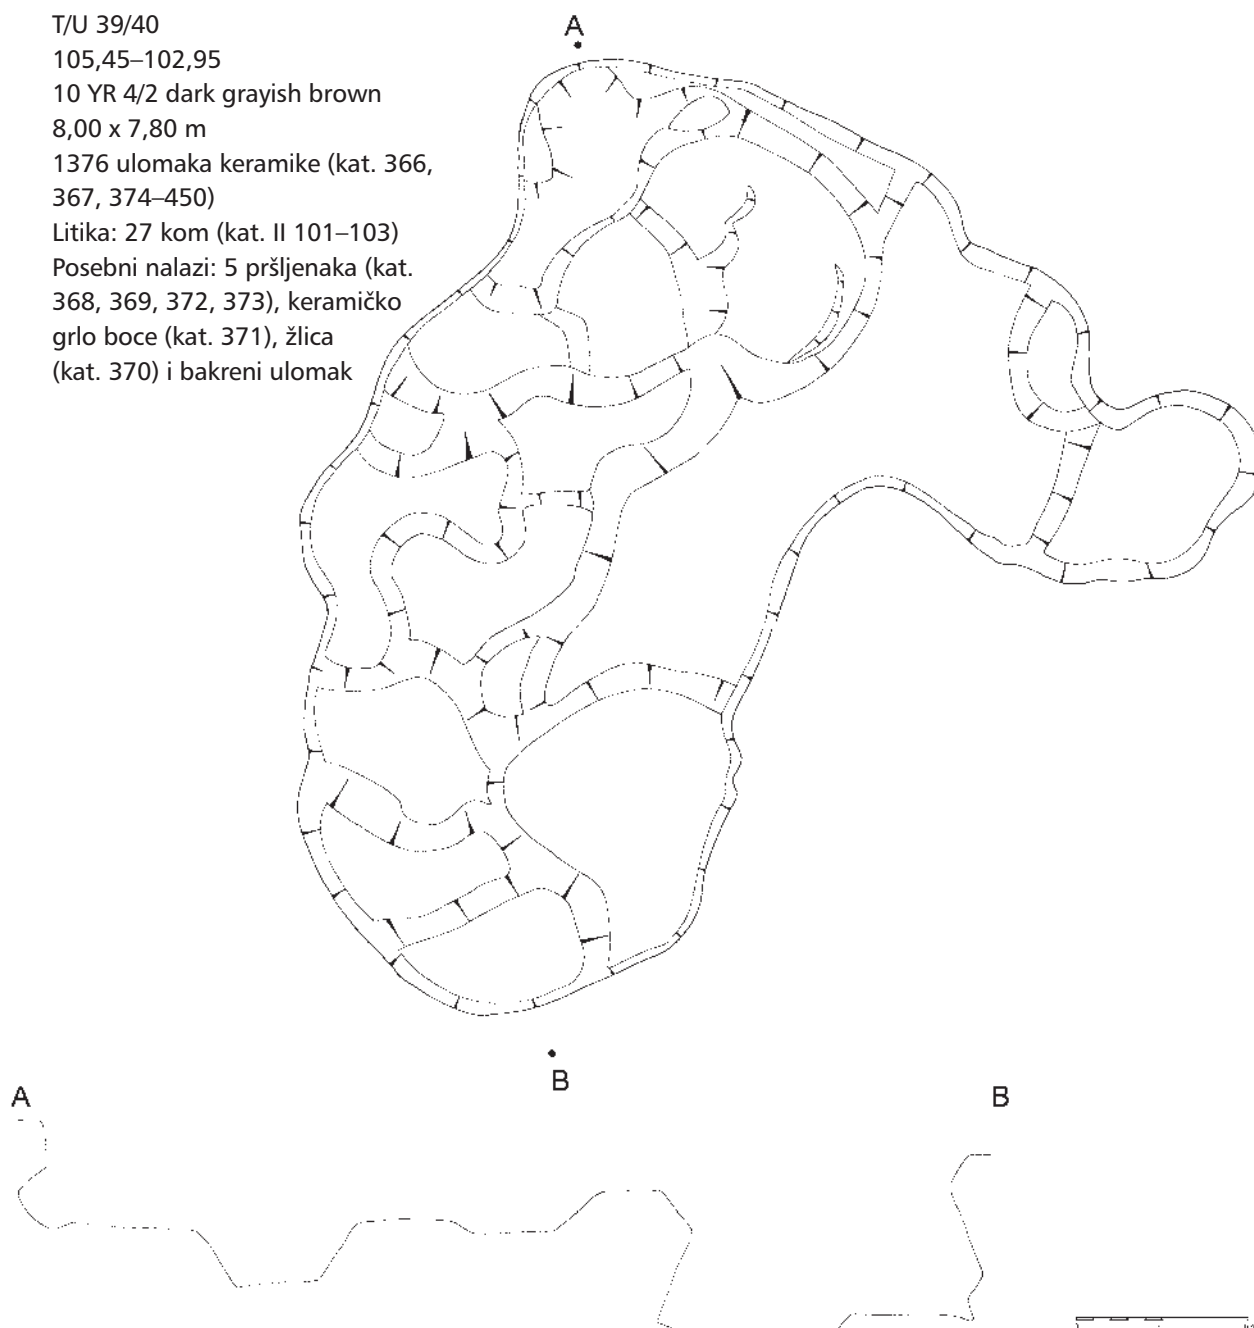 T/U 39/40
105,45–102,95
10 YR 4/2 dark grayish brown
8,00 x 7,80 m
1376 ulomaka keramike (kat. 366,
367, 374–450)
Litika: 27 kom (kat. II 101–103)
Posebni nalazi: 5 pršljenaka (kat.
368, 369, 372, 373), keramičko
grlo boce (kat. 371), žlica
(kat. 370) i bakreni ulomak
A
B
A
B